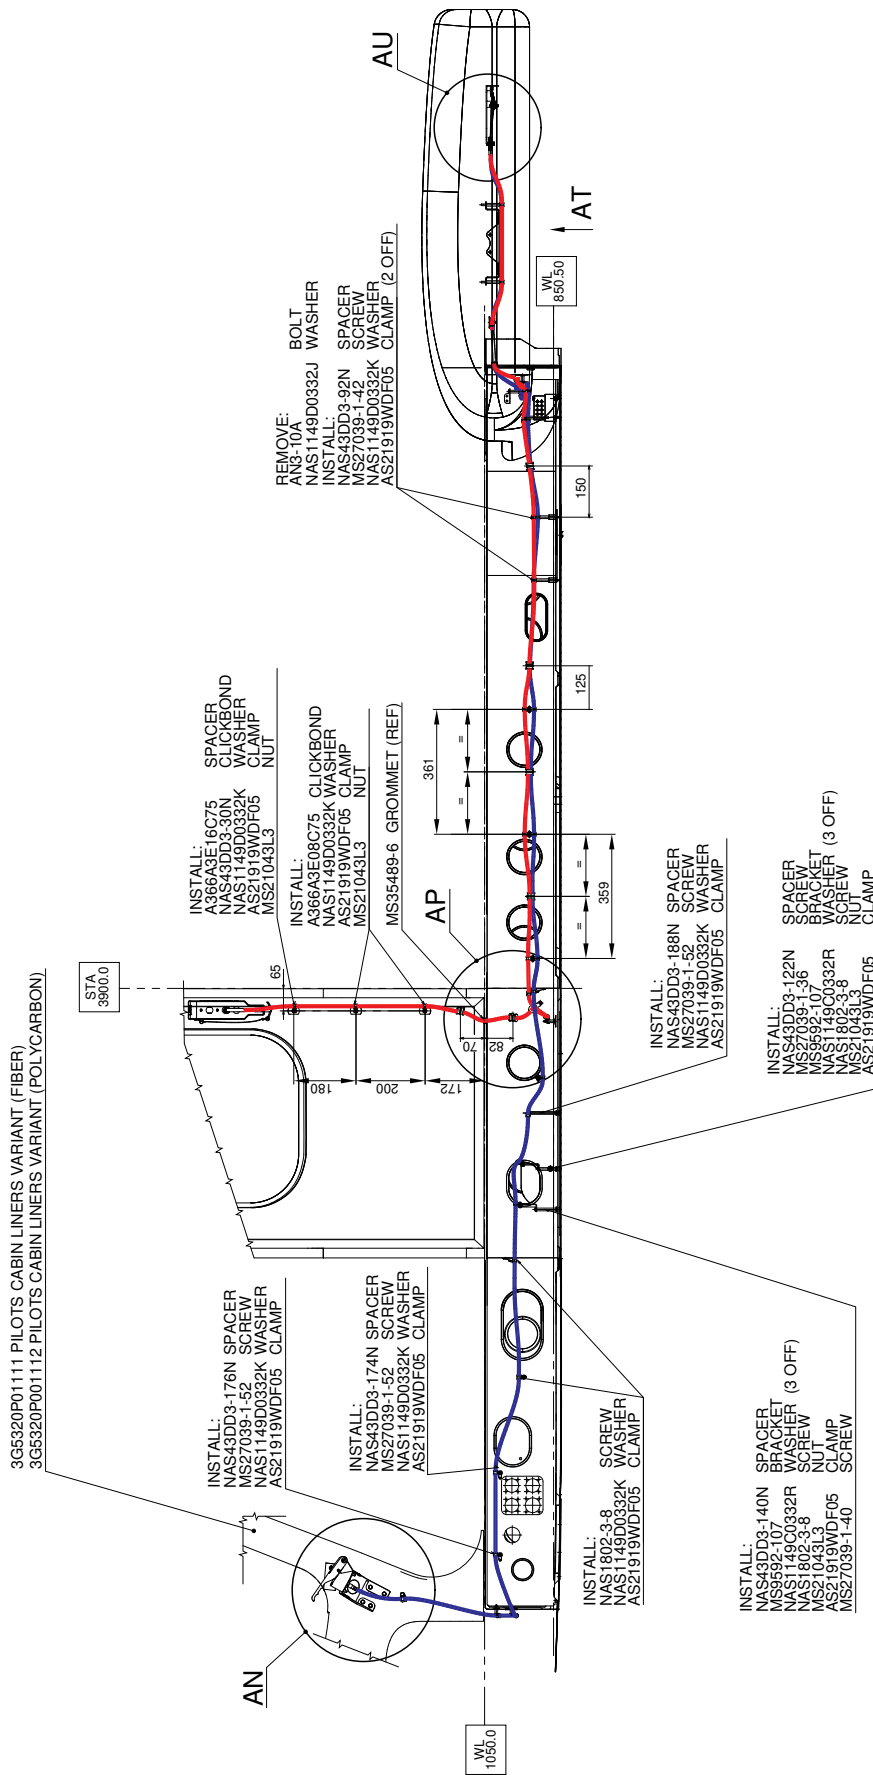 3G5320P01111 PILOTS CABIN LINERS VARIANT (FIBER)
3G5320P001112 PILOTS CABIN LINERS VARIANT (POLYCARBON)
AN
WL
1050.0
INSTALL:
NAS43DD3-176N SPACER
MS27039-1-52 SCREW
NAS1149D0332K WASHER
AS21919WDF05 CLAMP
INSTALL:
NAS43DD3-174N SPACER
MS27039-1-52 SCREW
NAS1149D0332K WASHER
AS21919WDF05 CLAMP
STA
3900.0
65
180
200
172
70
82
INSTALL:
A366A3E16C75 SPACER
NAS43DD3-30N CLICKBOND
NAS1149D0332K WASHER
AS21919WDF05 CLAMP
MS21043L3 NUT
INSTALL:
A366A3E08C75 CLICKBOND
NAS1149D0332K WASHER
AS21919WDF05 CLAMP
MS21043L3 NUT
MS35489-6 GROMMET (REF)
AP
361
=
=
=
=
359
125
150
REMOVE:
AN3-10A BOLT
NAS1149D0332J WASHER
INSTALL:
NAS43DD3-92N SPACER
MS27039-1-42 SCREW
NAS1149D0332K WASHER
AS21919WDF05 CLAMP (2 OFF)
AU
AT
WL
850.50
INSTALL:
NAS1802-3-8 SCREW
NAS1149D0332K WASHER
AS21919WDF05 CLAMP
INSTALL:
NAS43DD3-188N SPACER
MS27039-1-52 SCREW
NAS1149D0332K WASHER
AS21919WDF05 CLAMP
INSTALL:
NAS43DD3-140N SPACER
MS9592-107 BRACKET
NAS1149C0332R WASHER (3 OFF)
NAS1802-3-8 SCREW
MS21043L3 NUT
AS21919WDF05 CLAMP
MS27039-1-40 SCREW
INSTALL:
NAS43DD3-122N SPACER
MS27039-1-36 SCREW
MS9592-107 BRACKET
NAS1149C0332R WASHER (3 OFF)
NAS1802-3-8 SCREW
MS21043L3 NUT
AS21919WDF05 CLAMP